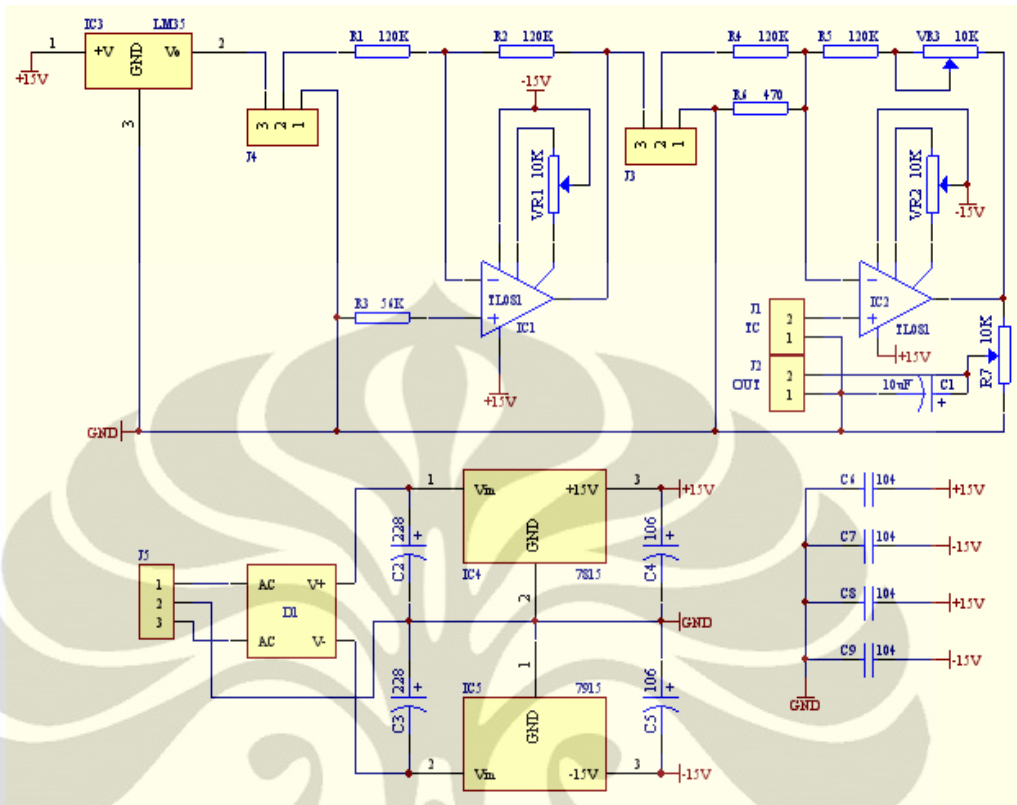 IC3 LM35
1 +V GND Vo 2
+15V
3
R1 120K
R2 120K
-15V
3 2 1
J4
VR1 10K
R3 56K
TL081
IC1
+15V
R4 120K
R5 120K
VR3 10K
R6 470
3 2 1
J3
VR2 10K
-15V
IC2
TL081
+15V
J1
TC
2
1
J2
OUT
2
1
10uF C1
+
R7 10K
GND
J5
1
2
3
AC V+
D1
AC V-
228
C2
+
1 Vin +15V 3
GND
IC4 7815
2
106
C4
+
+15V
GND
228
C3
+
1
IC5 7915
GND
2 Vin -15V 3
106
C5
+
-15V
C6 104 +15V
C7 104 -15V
C8 104 +15V
C9 104 -15V
GND